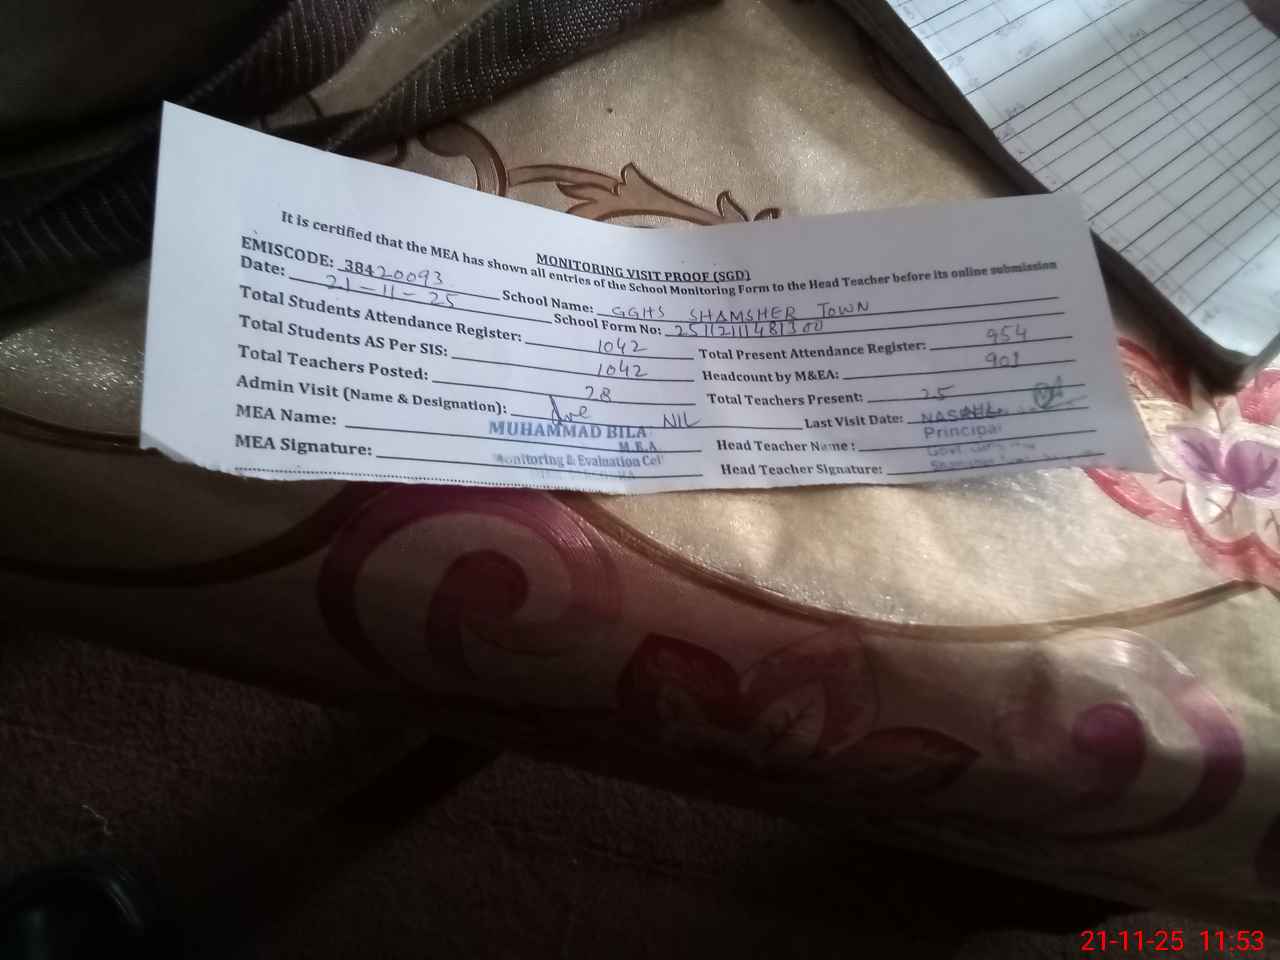 MONITORING VISIT PROOF (SGD)
It is certified that the MEA has shown all entries of the School Monitoring Form to the Head Teacher before its online submission
EMISCODE: 38420093 School Name: GGHS SHAMSHER TOWN
Date: 21-11-25 School Form No: 25112111481300
Total Students Attendance Register: 1042 Total Present Attendance Register: 954
Total Students AS Per SIS: 1042 Headcount by M&EA: 901
Total Teachers Posted: 28 Total Teachers Present: 25
Admin Visit (Name & Designation): NIL Last Visit Date:
MEA Name: MUHAMMAD BILA M.E.A. Head Teacher Name: Principal
MEA Signature: Monitoring & Evaluation Cel Head Teacher Signature:
21-11-25 11:53